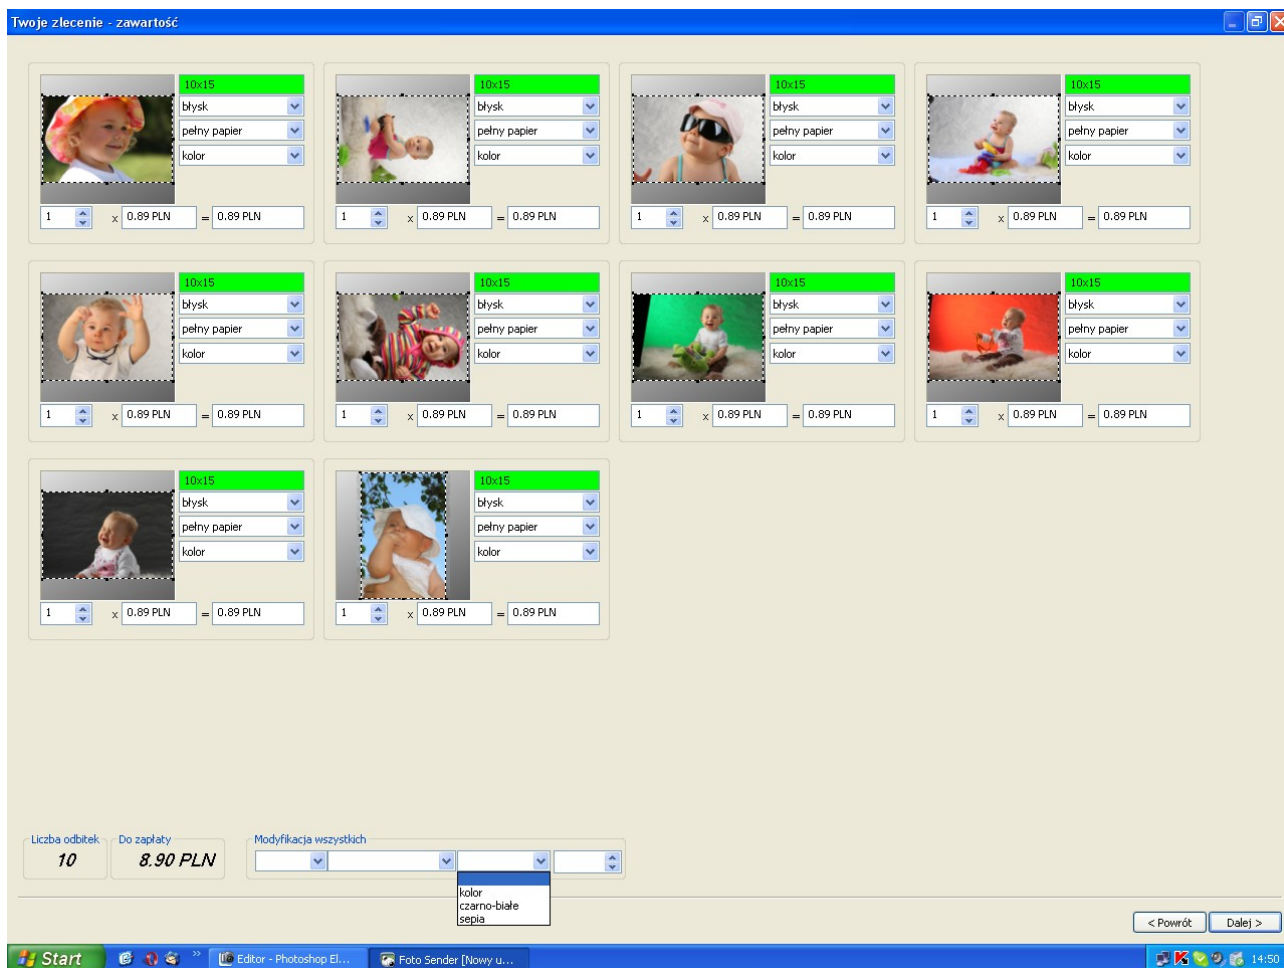 Twoje zlecenie - zawartość
10x15
błysk
pełny papier
kolor
1 x 0.89 PLN = 0.89 PLN
10x15
błysk
pełny papier
kolor
1 x 0.89 PLN = 0.89 PLN
10x15
błysk
pełny papier
kolor
1 x 0.89 PLN = 0.89 PLN
10x15
błysk
pełny papier
kolor
1 x 0.89 PLN = 0.89 PLN
10x15
błysk
pełny papier
kolor
1 x 0.89 PLN = 0.89 PLN
10x15
błysk
pełny papier
kolor
1 x 0.89 PLN = 0.89 PLN
10x15
błysk
pełny papier
kolor
1 x 0.89 PLN = 0.89 PLN
10x15
błysk
pełny papier
kolor
1 x 0.89 PLN = 0.89 PLN
10x15
błysk
pełny papier
kolor
1 x 0.89 PLN = 0.89 PLN
10x15
błysk
pełny papier
kolor
1 x 0.89 PLN = 0.89 PLN
Liczba odbitek
10
Do zapłaty
8.90 PLN
Modyfikacja wszystkich
kolor
czarno-białe
sepia
< Powrót
Dalej >
Start
Editor - Photoshop El...
Foto Sender [Nowy u...
14:50